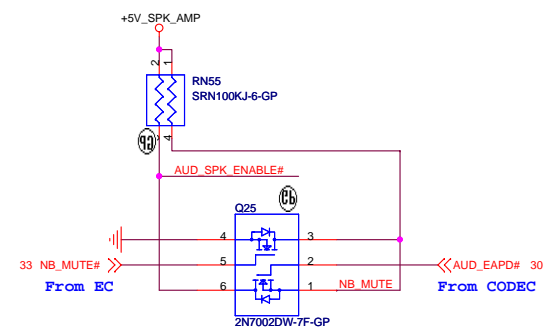 +5V_SPK_AMP
2 1
RN55
SRN100KJ-6-GP
3 4
AUD_SPK_ENABLE#
Q25
4 3
33 NB_MUTE# 5 2 AUD_EAPD# 30
From EC 6 1 NB_MUTE From CODEC
2N7002DW-7F-GP